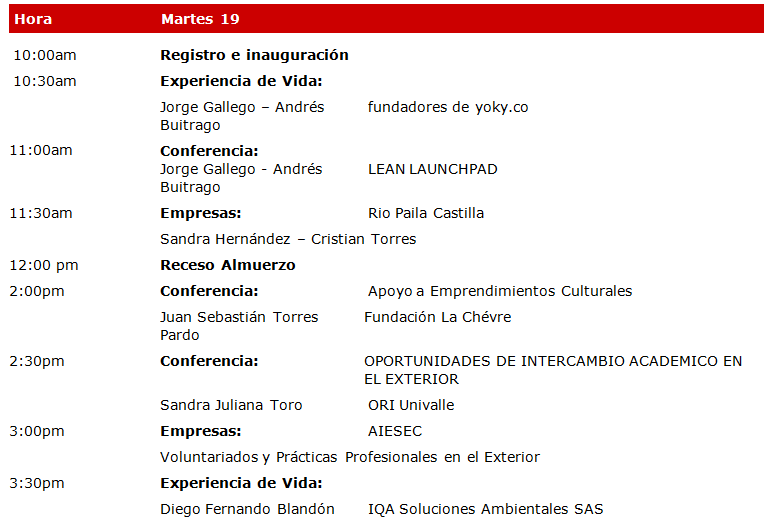 Hora Martes 19
10:00am Registro e inauguración
10:30am Experiencia de Vida:
Jorge Gallego – Andrés fundadores de yoky.co
Buitrago
11:00am Conferencia:
Jorge Gallego - Andrés LEAN LAUNCHPAD
Buitrago
11:30am Empresas: Rio Paila Castilla
Sandra Hernández – Cristian Torres
12:00 pm Receso Almuerzo
2:00pm Conferencia: Apoyo a Emprendimientos Culturales
Juan Sebastián Torres Fundación La Chévre
Pardo
2:30pm Conferencia: OPORTUNIDADES DE INTERCAMBIO ACADEMICO EN
EL EXTERIOR
Sandra Juliana Toro ORI Univalle
3:00pm Empresas: AIESEC
Voluntariados y Prácticas Profesionales en el Exterior
3:30pm Experiencia de Vida:
Diego Fernando Blandón IQA Soluciones Ambientales SAS